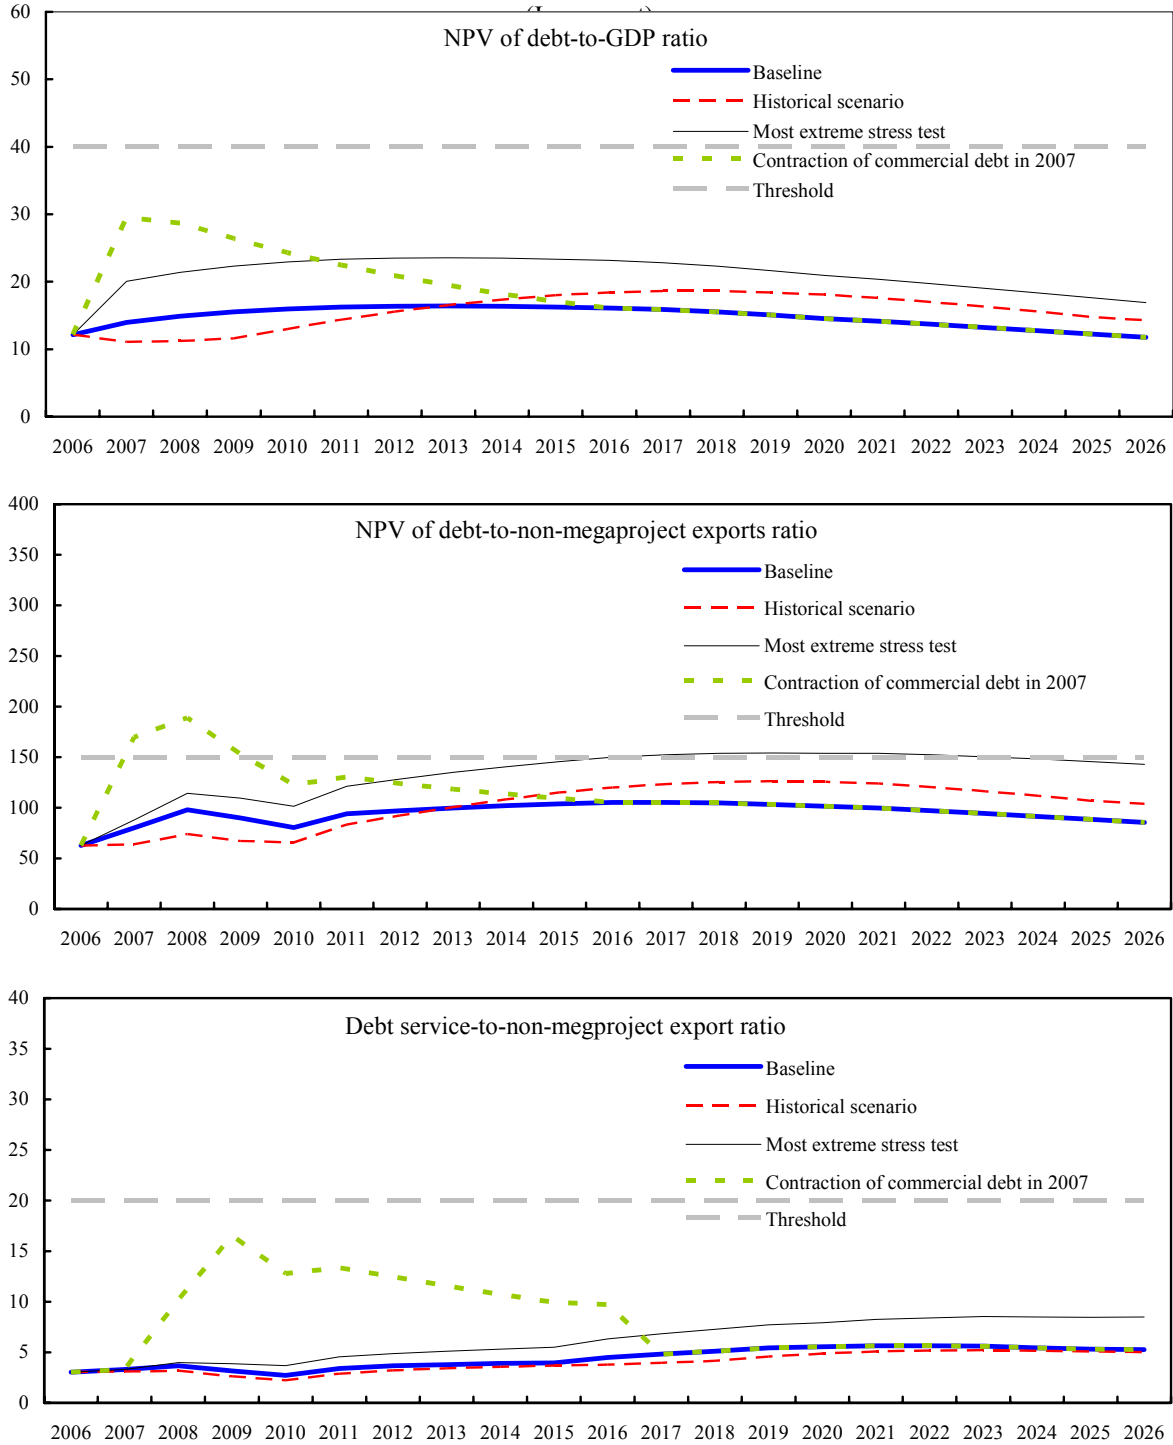 NPV of debt-to-GDP ratio
60
50
40
30
20
10
0
Baseline
Historical scenario
Most extreme stress test
Contraction of commercial debt in 2007
Threshold
2006 2007 2008 2009 2010 2011 2012 2013 2014 2015 2016 2017 2018 2019 2020 2021 2022 2023 2024 2025 2026
NPV of debt-to-non-megaproject exports ratio
400
350
300
250
200
150
100
50
0
Baseline
Historical scenario
Most extreme stress test
Contraction of commercial debt in 2007
Threshold
2006 2007 2008 2009 2010 2011 2012 2013 2014 2015 2016 2017 2018 2019 2020 2021 2022 2023 2024 2025 2026
Debt service-to-non-megproject export ratio
40
35
30
25
20
15
10
5
0
Baseline
Historical scenario
Most extreme stress test
Contraction of commercial debt in 2007
Threshold
2006 2007 2008 2009 2010 2011 2012 2013 2014 2015 2016 2017 2018 2019 2020 2021 2022 2023 2024 2025 2026